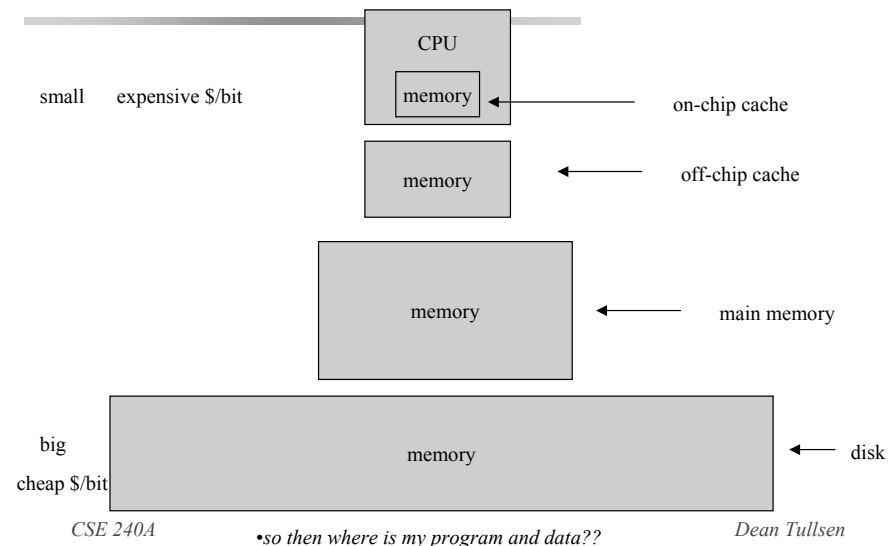 CPU
small expensive $/bit
memory
on-chip cache
memory
off-chip cache
memory
main memory
big
cheap $/bit
memory
disk
CSE 240A
•so then where is my program and data??
Dean Tullsen